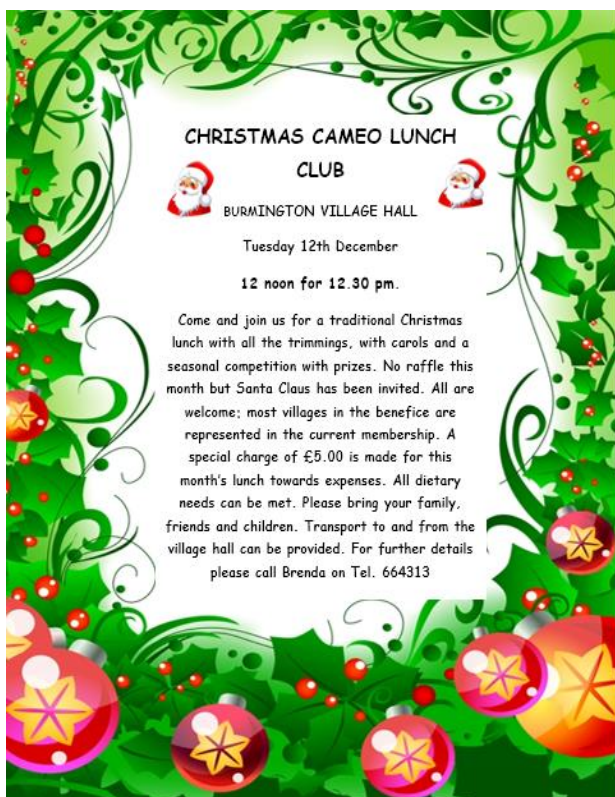 CHRISTMAS CAMEO LUNCH
CLUB
BURMINGTON VILLAGE HALL
Tuesday 12th December
12 noon for 12.30 pm.
Come and join us for a traditional Christmas
lunch with all the trimmings, with carols and a
seasonal competition with prizes. No raffle this
month but Santa Claus has been invited. All are
welcome; most villages in the benefice are
represented in the current membership. A
special charge of £5.00 is made for this
month's lunch towards expenses. All dietary
needs can be met. Please bring your family,
friends and children. Transport to and from the
village hall can be provided. For further details
please call Brenda on Tel. 664313